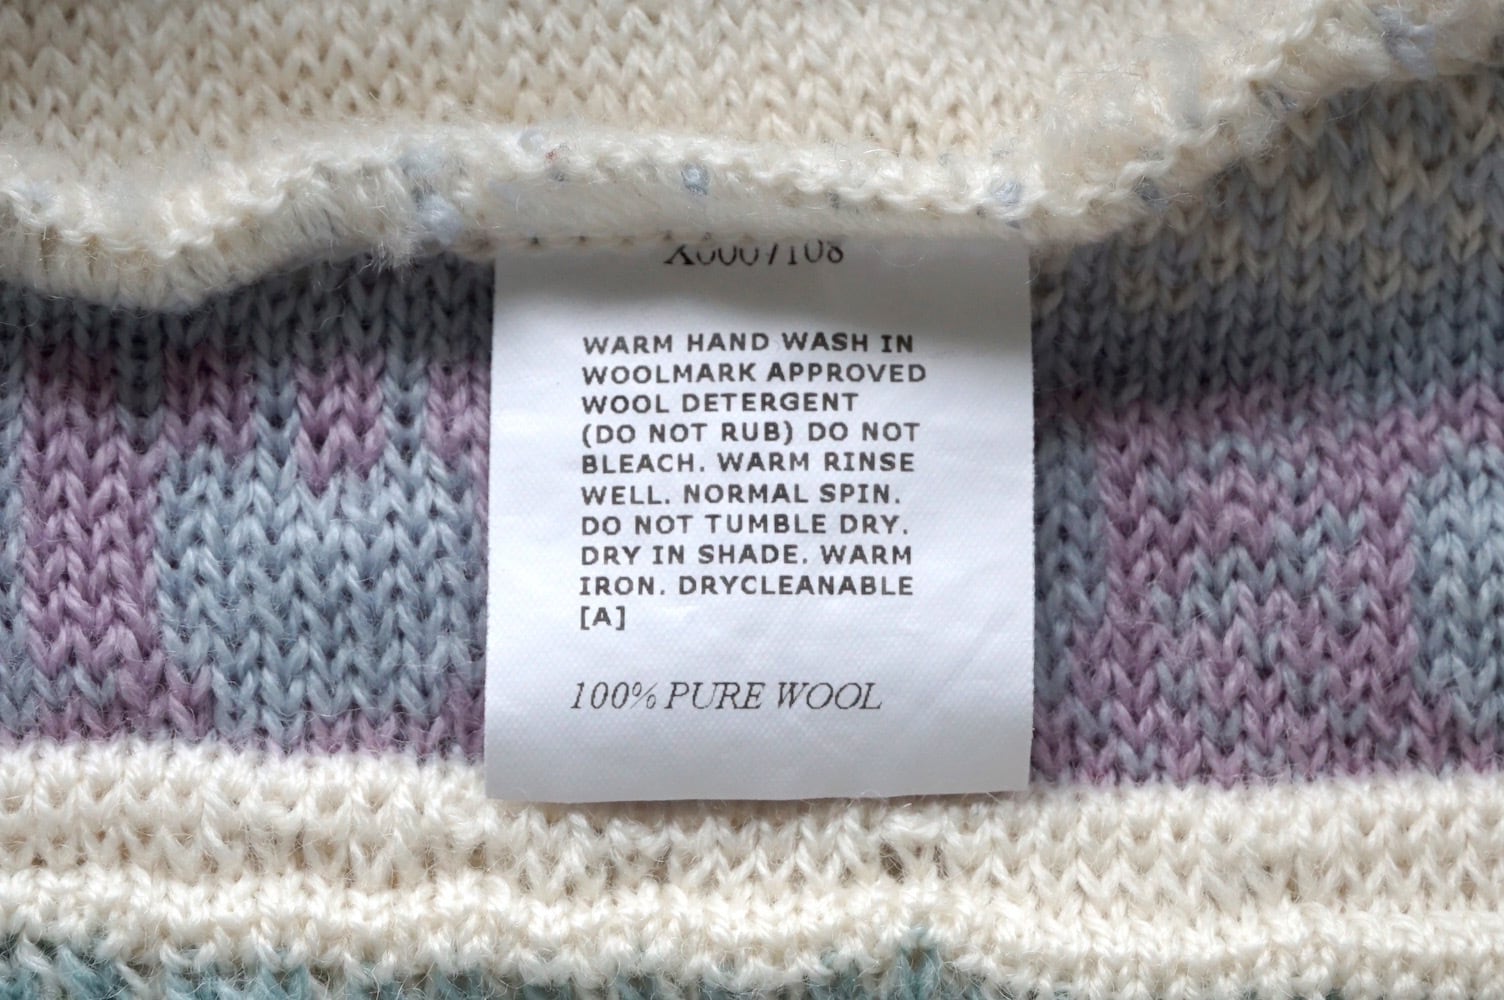 X0007108
WARM HAND WASH IN
WOOLMARK APPROVED
WOOL DETERGENT
(DO NOT RUB) DO NOT
BLEACH. WARM RINSE
WELL. NORMAL SPIN.
DO NOT TUMBLE DRY.
DRY IN SHADE. WARM
IRON. DRYCLEANABLE
[A]
100% PURE WOOL